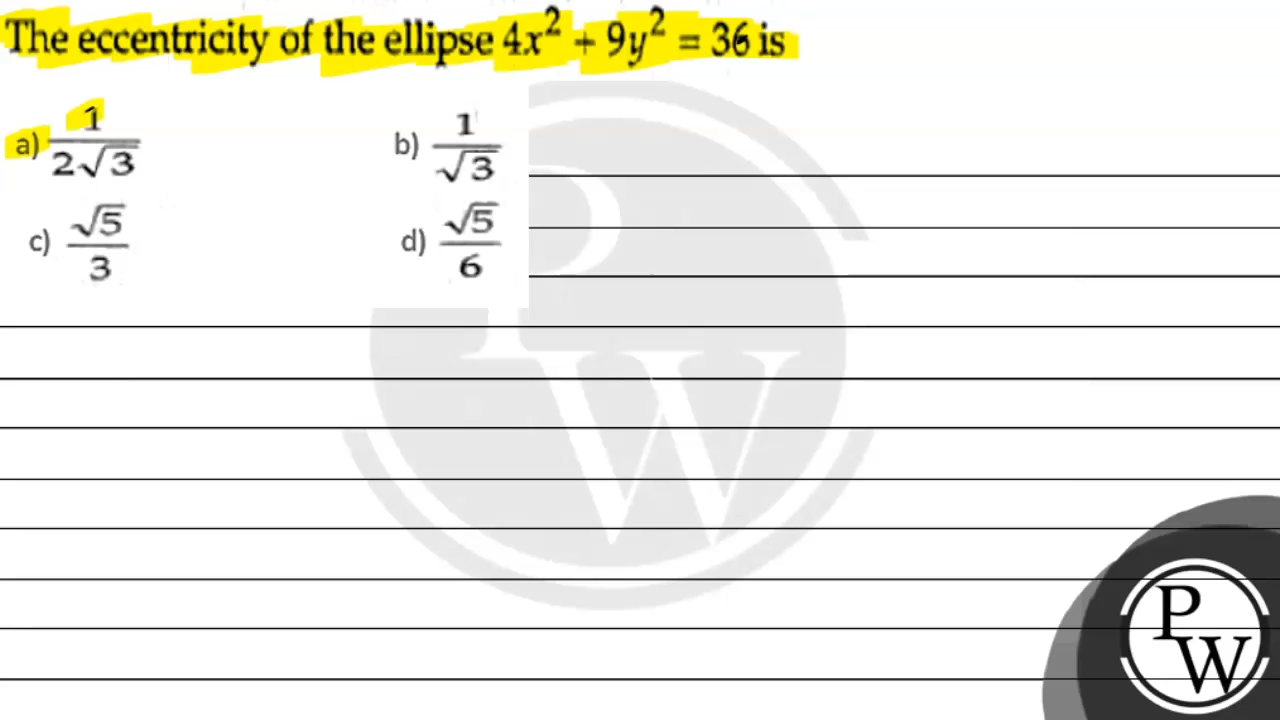 The eccentricity of the ellipse 4x² + 9y² = 36 is
a) 1/(2√3) b) 1/√3
c) √5/3 d) √5/6
PW
PW